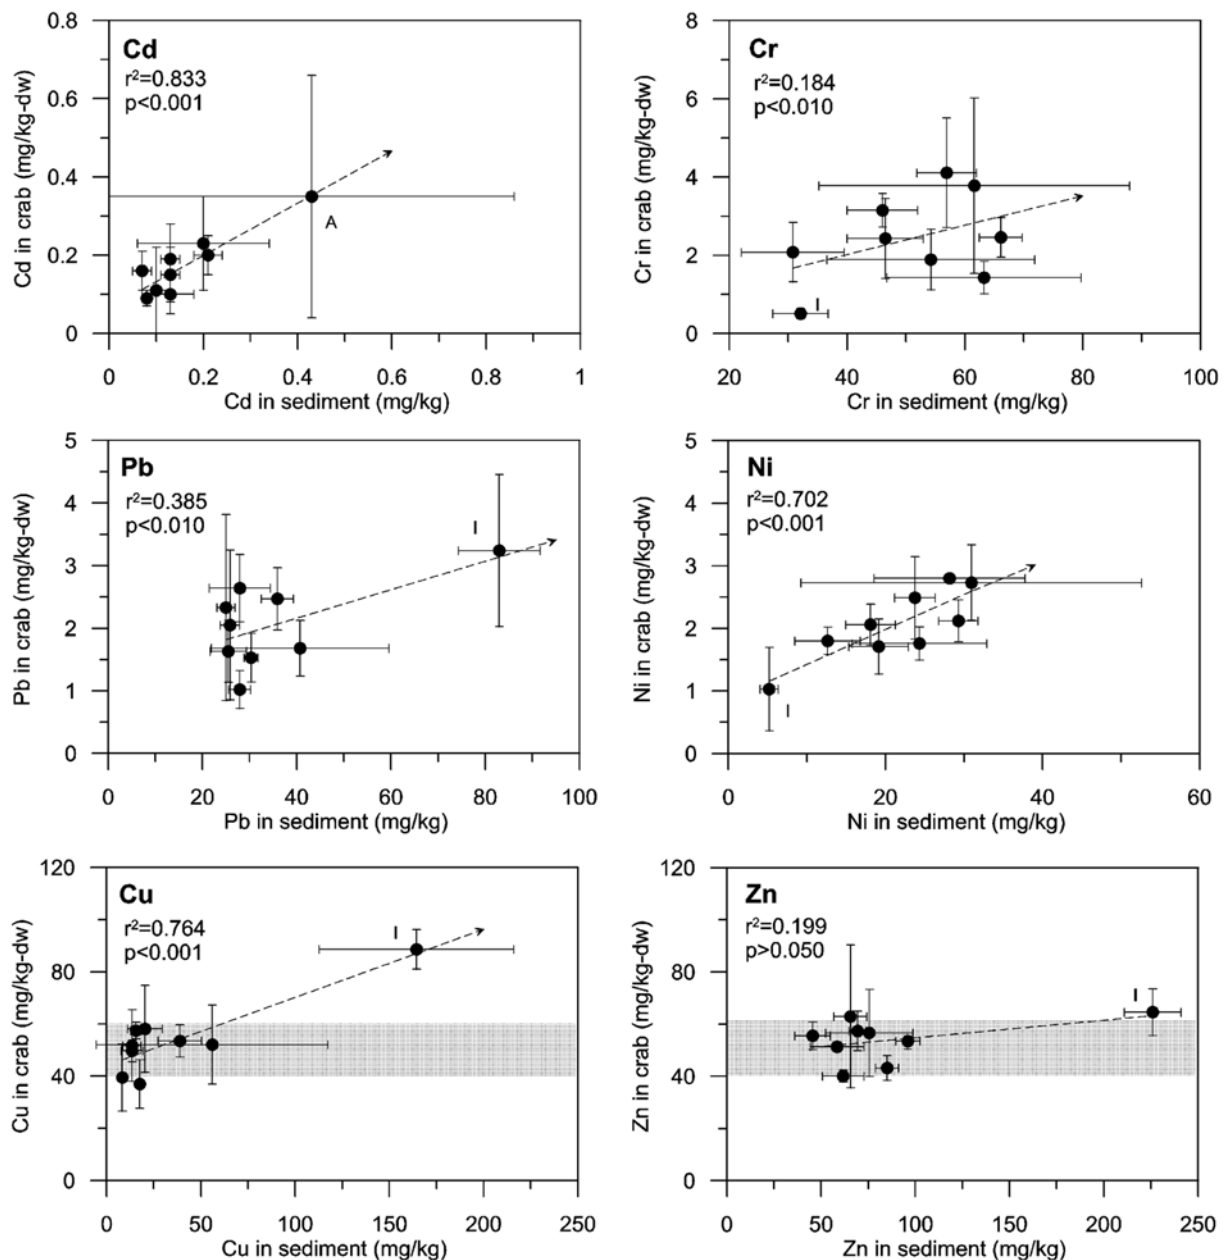 Cd
r²=0.833
p<0.001
A
0.8
0.6
0.4
0.2
0
0 0.2 0.4 0.6 0.8 1
Cd in crab (mg/kg-dw)
Cd in sediment (mg/kg)
Cr
r²=0.184
p<0.010
I
8
6
4
2
0
20 40 60 80 100
Cr in crab (mg/kg-dw)
Cr in sediment (mg/kg)
Pb
r²=0.385
p<0.010
I
5
4
3
2
1
0
0 20 40 60 80 100
Pb in crab (mg/kg-dw)
Pb in sediment (mg/kg)
Ni
r²=0.702
p<0.001
I
5
4
3
2
1
0
0 20 40 60
Ni in crab (mg/kg-dw)
Ni in sediment (mg/kg)
Cu
r²=0.764
p<0.001
I
120
80
40
0
0 50 100 150 200 250
Cu in crab (mg/kg-dw)
Cu in sediment (mg/kg)
Zn
r²=0.199
p>0.050
I
120
80
40
0
0 50 100 150 200 250
Zn in crab (mg/kg-dw)
Zn in sediment (mg/kg)